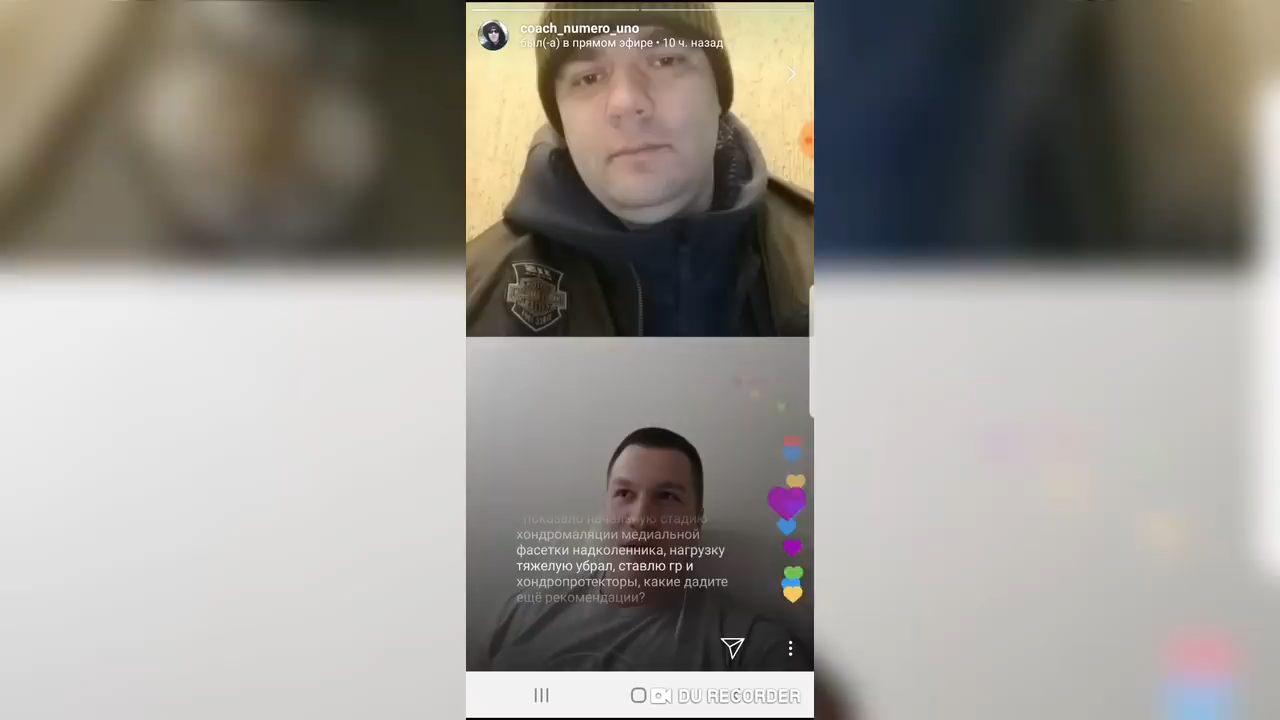 coach_numero_uno
был(-а) в прямом эфире • 10 ч. назад
показало начальную стадию
хондромаляции медиальной
фасетки надколенника, нагрузку
тяжелую убрал, ставлю гр и
хондропротекторы, какие дадите
ещё рекомендации?
DU RECORDER